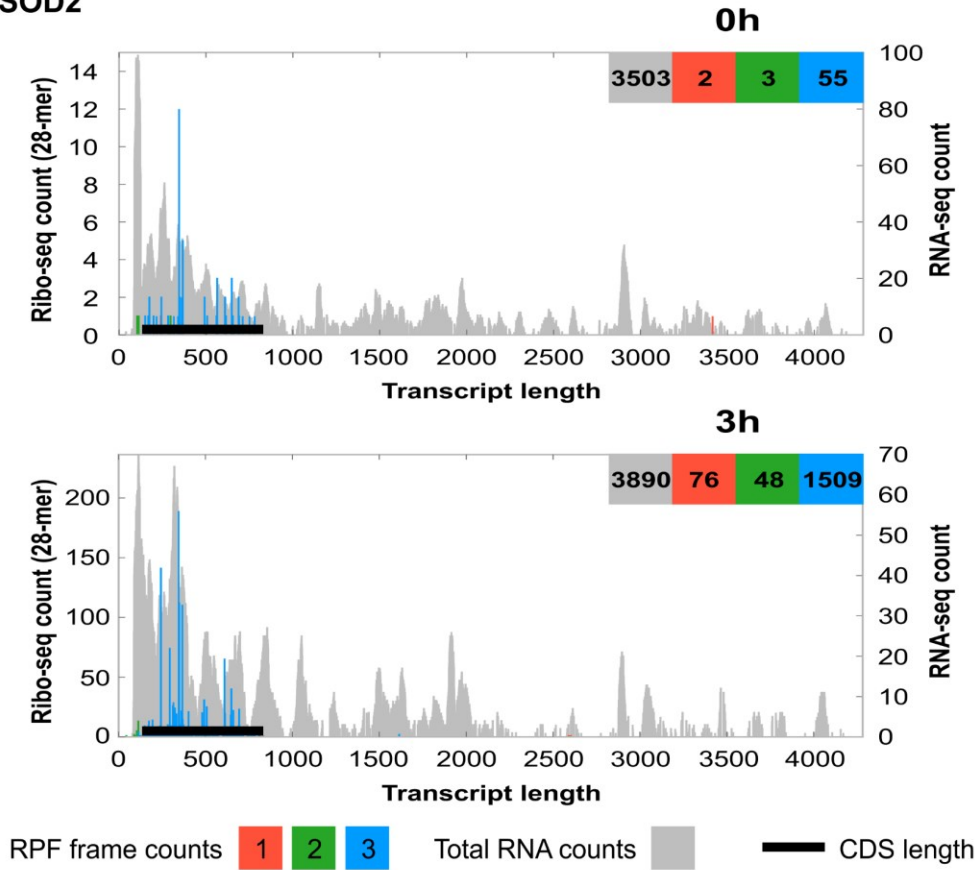 SOD2
0h
3503 2 3 55
Ribo-seq count (28-mer)
14
12
10
8
6
4
2
0
100
80
60
40
20
0
RNA-seq count
0 500 1000 1500 2000 2500 3000 3500 4000
Transcript length
3h
3890 76 48 1509
Ribo-seq count (28-mer)
200
150
100
50
0
70
60
50
40
30
20
10
0
RNA-seq count
0 500 1000 1500 2000 2500 3000 3500 4000
Transcript length
RPF frame counts 1 2 3 Total RNA counts CDS length